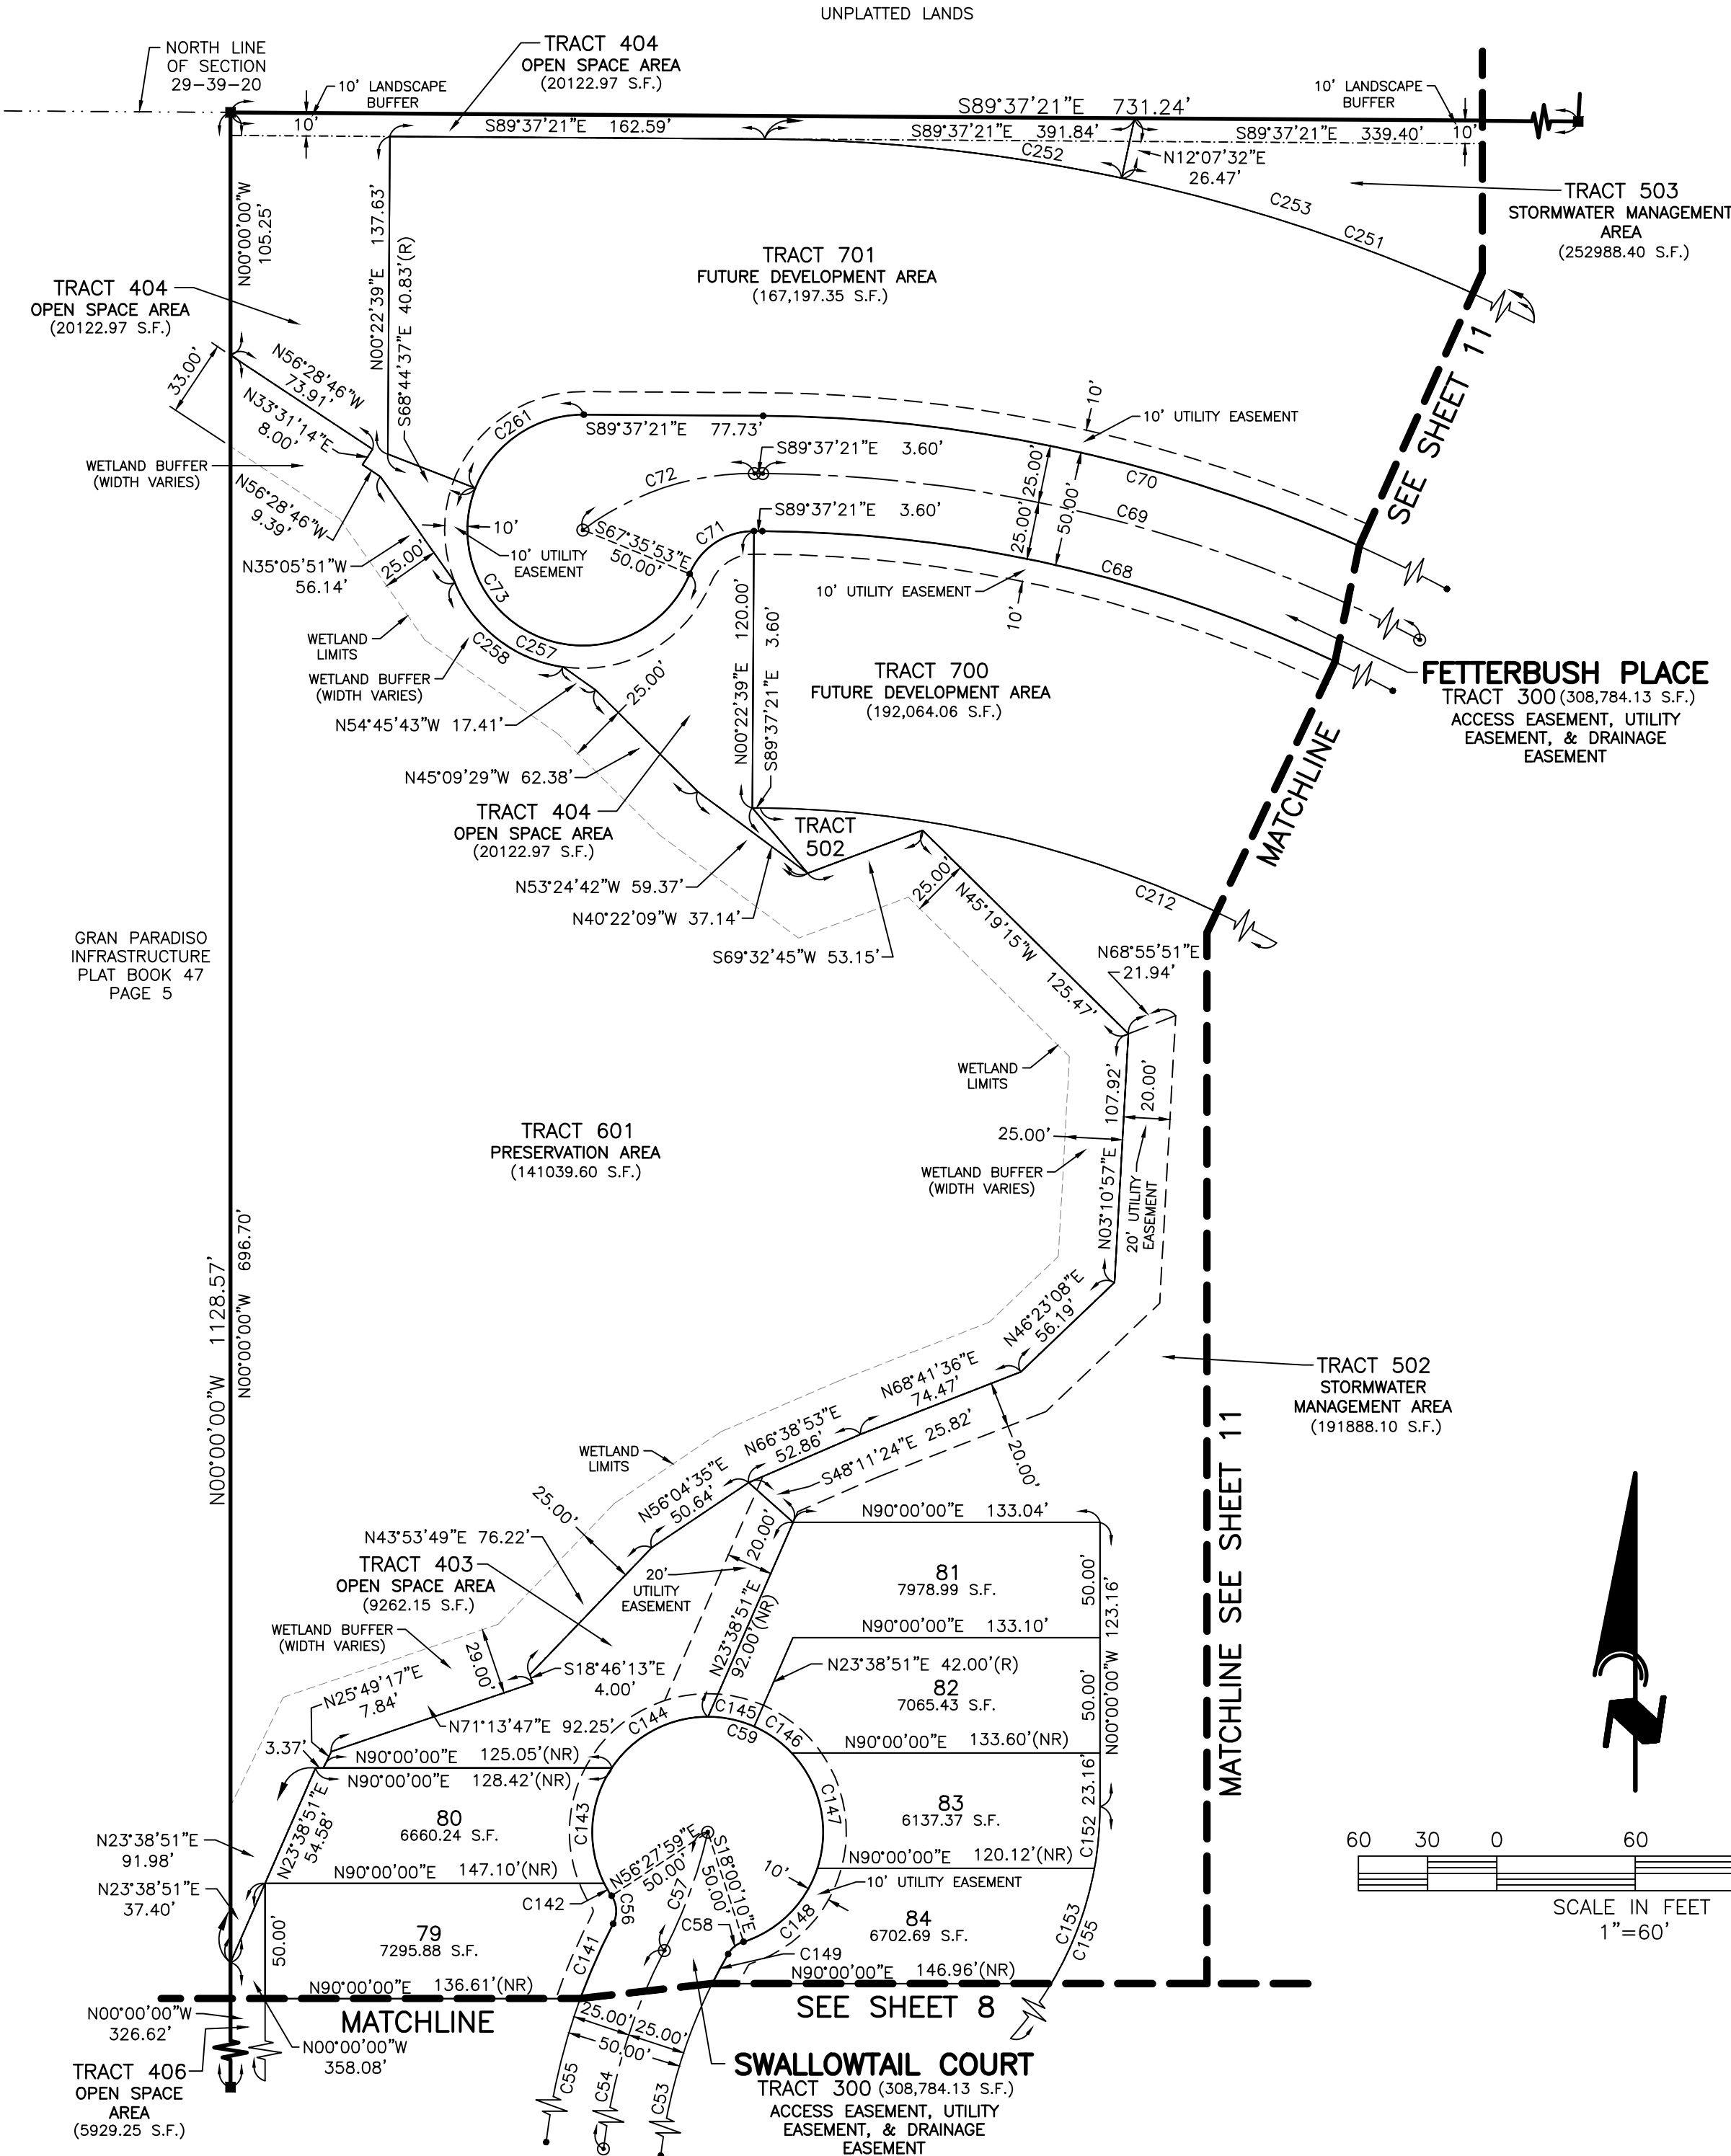 UNPLATTED LANDS
NORTH LINE
OF SECTION
29-39-20
TRACT 404
OPEN SPACE AREA
(20122.97 S.F.)
10' LANDSCAPE
BUFFER
10' LANDSCAPE
BUFFER
S89°37'21"E 731.24'
10'
S89°37'21"E 162.59'
S89°37'21"E 391.84'
S89°37'21"E 339.40'
10'
C252
N12°07'32"E
26.47'
TRACT 503
STORMWATER MANAGEMENT
AREA
(252988.40 S.F.)
C253
C251
N00°00'00"W
105.25'
N00°22'39"E 137.63'
S68°44'37"E 40.83'(R)
TRACT 701
FUTURE DEVELOPMENT AREA
(167,197.35 S.F.)
TRACT 404
OPEN SPACE AREA
(20122.97 S.F.)
33.00'
N56°28'46"W
73.91'
N33°31'14"E
8.00'
WETLAND BUFFER
(WIDTH VARIES)
N56°28'46"W
9.39'
N35°05'51"W
56.14'
25.00'
C261
S89°37'21"E 77.73'
S89°37'21"E 3.60'
C72
10'
10' UTILITY EASEMENT
25.00'
25.00'
50.00'
C70
C69
C68
SEE SHEET 11
10'
10' UTILITY
EASEMENT
S67°35'53"E
50.00'
C71
S89°37'21"E 3.60'
C73
10' UTILITY EASEMENT
10'
WETLAND
LIMITS
C258
C257
WETLAND BUFFER
(WIDTH VARIES)
N00°22'39"E 120.00'
S89°37'21"E 3.60'
TRACT 700
FUTURE DEVELOPMENT AREA
(192,064.06 S.F.)
FETTERBUSH PLACE
TRACT 300 (308,784.13 S.F.)
ACCESS EASEMENT, UTILITY
EASEMENT, & DRAINAGE
EASEMENT
25.00'
N54°45'43"W 17.41'
N45°09'29"W 62.38'
TRACT 404
OPEN SPACE AREA
(20122.97 S.F.)
N53°24'42"W 59.37'
N40°22'09"W 37.14'
TRACT
502
S69°32'45"W 53.15'
MATCHLINE
C212
25.00'
N45°19'15"W 125.47'
N68°55'51"E
21.94'
GRAN PARADISO
INFRASTRUCTURE
PLAT BOOK 47
PAGE 5
WETLAND
LIMITS
TRACT 601
PRESERVATION AREA
(141039.60 S.F.)
25.00'
WETLAND BUFFER
(WIDTH VARIES)
N03°10'57"E 107.92'
20.00'
20' UTILITY
EASEMENT
N00°00'00"W 1128.57'
N00°00'00"W 696.70'
N46°23'08"E
56.19'
TRACT 502
STORMWATER
MANAGEMENT AREA
(191888.10 S.F.)
N68°41'36"E
74.47'
N66°38'53"E
52.86'
S48°11'24"E 25.82'
20.00'
WETLAND
LIMITS
25.00'
N56°04'35"E
50.64'
N43°53'49"E 76.22'
TRACT 403
OPEN SPACE AREA
(9262.15 S.F.)
20'
UTILITY
EASEMENT
20.00'
N23°38'51"E
92.00'(NR)
N90°00'00"E 133.04'
81
7978.99 S.F.
50.00'
N90°00'00"E 133.10'
N00°00'00"W 123.16'
MATCHLINE SEE SHEET 11
WETLAND BUFFER
(WIDTH VARIES)
29.00'
S18°46'13"E
4.00'
N23°38'51"E 42.00'(R)
82
7065.43 S.F.
50.00'
N25°49'17"E
7.84'
N71°13'47"E 92.25'
C144
C145
C59
C146
3.37'
N90°00'00"E 125.05'(NR)
N90°00'00"E 128.42'(NR)
N90°00'00"E 133.60'(NR)
23.16'
N23°38'51"E
54.58'
80
6660.24 S.F.
C143
C147
83
6137.37 S.F.
C152
N23°38'51"E
91.98'
N23°38'51"E
37.40'
N90°00'00"E 147.10'(NR)
N56°27'59"E
50.00'
S18°00'10"E
50.00'
10'
N90°00'00"E 120.12'(NR)
10' UTILITY EASEMENT
C142
C56
C57
C58
C148
C153
C155
79
7295.88 S.F.
50.00'
C141
84
6702.69 S.F.
C149
N90°00'00"E 136.61'(NR)
N90°00'00"E 146.96'(NR)
MATCHLINE
SEE SHEET 8
N00°00'00"W
326.62'
N00°00'00"W
358.08'
TRACT 406
OPEN SPACE
AREA
(5929.25 S.F.)
25.00'
25.00'
50.00'
C55
C54
C53
SWALLOWTAIL COURT
TRACT 300 (308,784.13 S.F.)
ACCESS EASEMENT, UTILITY
EASEMENT, & DRAINAGE
EASEMENT
N
60 30 0 60
SCALE IN FEET
1"=60'